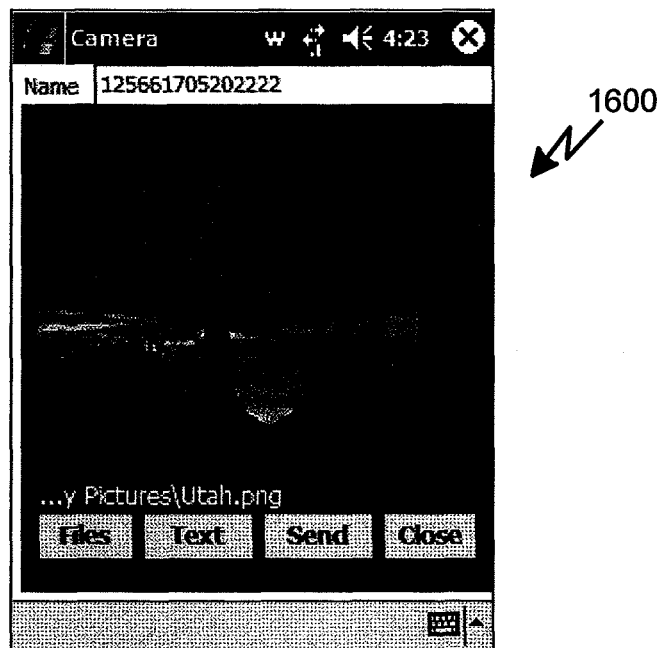 Camera 4:23
Name 125661705202222
1600
...y Pictures\Utah.png
Files Text Send Close